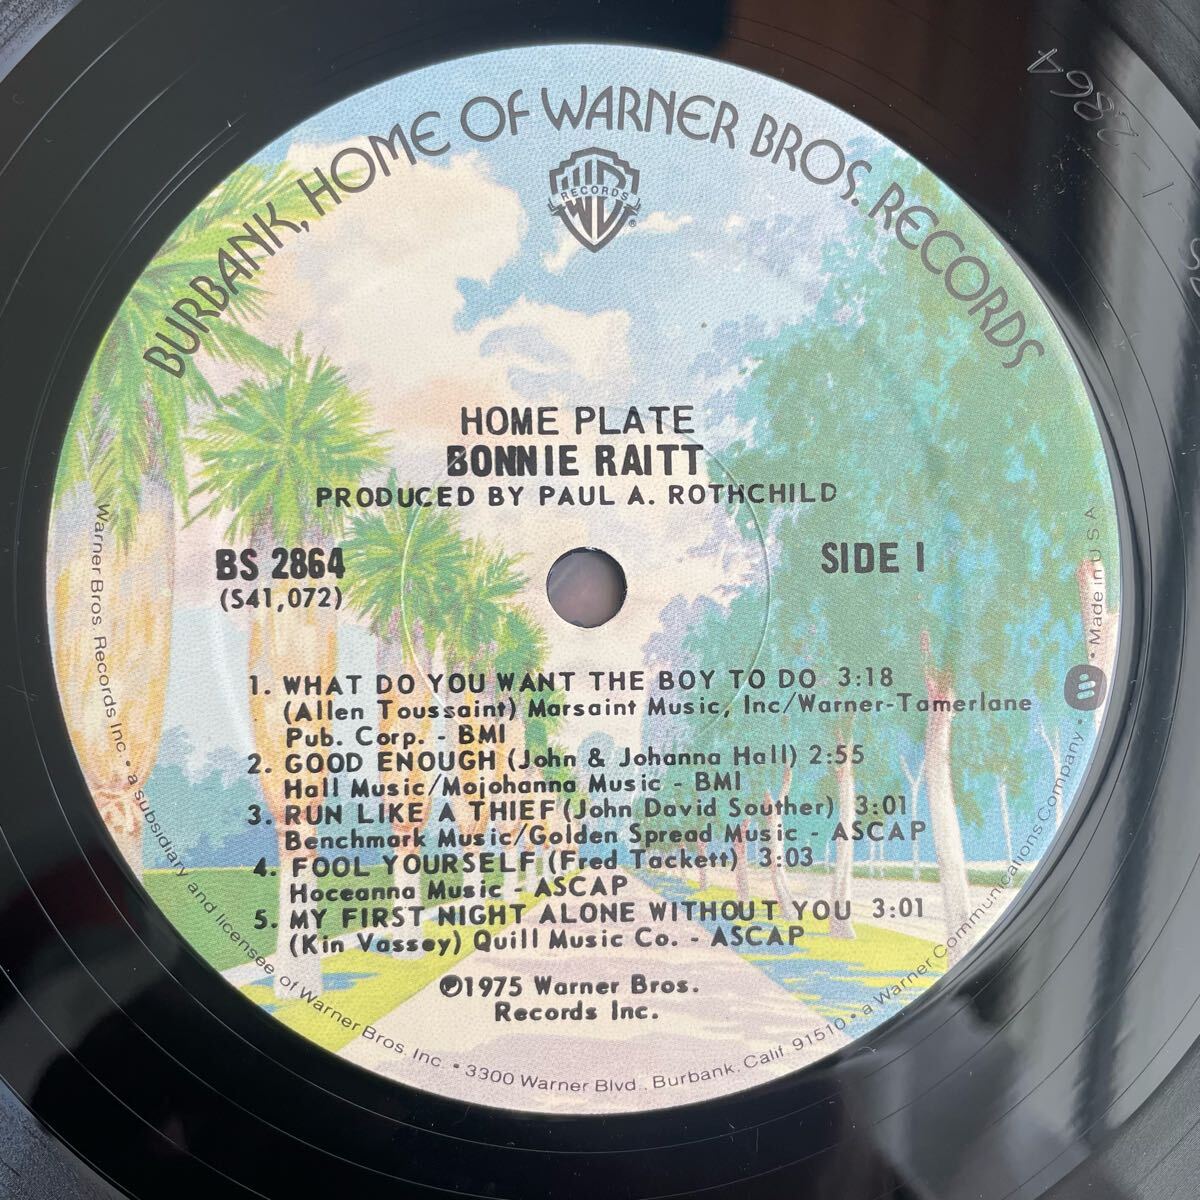 BURBANK, HOME OF WARNER BROS. RECORDS
RECORDS
HOME PLATE
BONNIE RAITT
PRODUCED BY PAUL A. ROTHCHILD
BS 2864
(S41,072)
SIDE 1
1. WHAT DO YOU WANT THE BOY TO DO 3:18
(Allen Toussaint) Marsaint Music, Inc/Warner-Tamerlane
Pub. Corp. - BMI
2. GOOD ENOUGH (John & Johanna Hall) 2:55
Hall Music/Mojohanna Music - BMI
3. RUN LIKE A THIEF (John David Souther) 3:01
Benchmark Music/Golden Spread Music - ASCAP
4. FOOL YOURSELF (Fred Tackett) 3:03
Hoceanna Music - ASCAP
5. MY FIRST NIGHT ALONE WITHOUT YOU 3:01
(Kin Vassey) Quill Music Co. - ASCAP
℗1975 Warner Bros.
Records Inc.
Warner Bros. Records Inc. • a subsidiary and licensee of Warner Bros. Inc. • 3300 Warner Blvd., Burbank, Calif. 91510 • a Warner Communications Company • Made in U.S.A.
2864